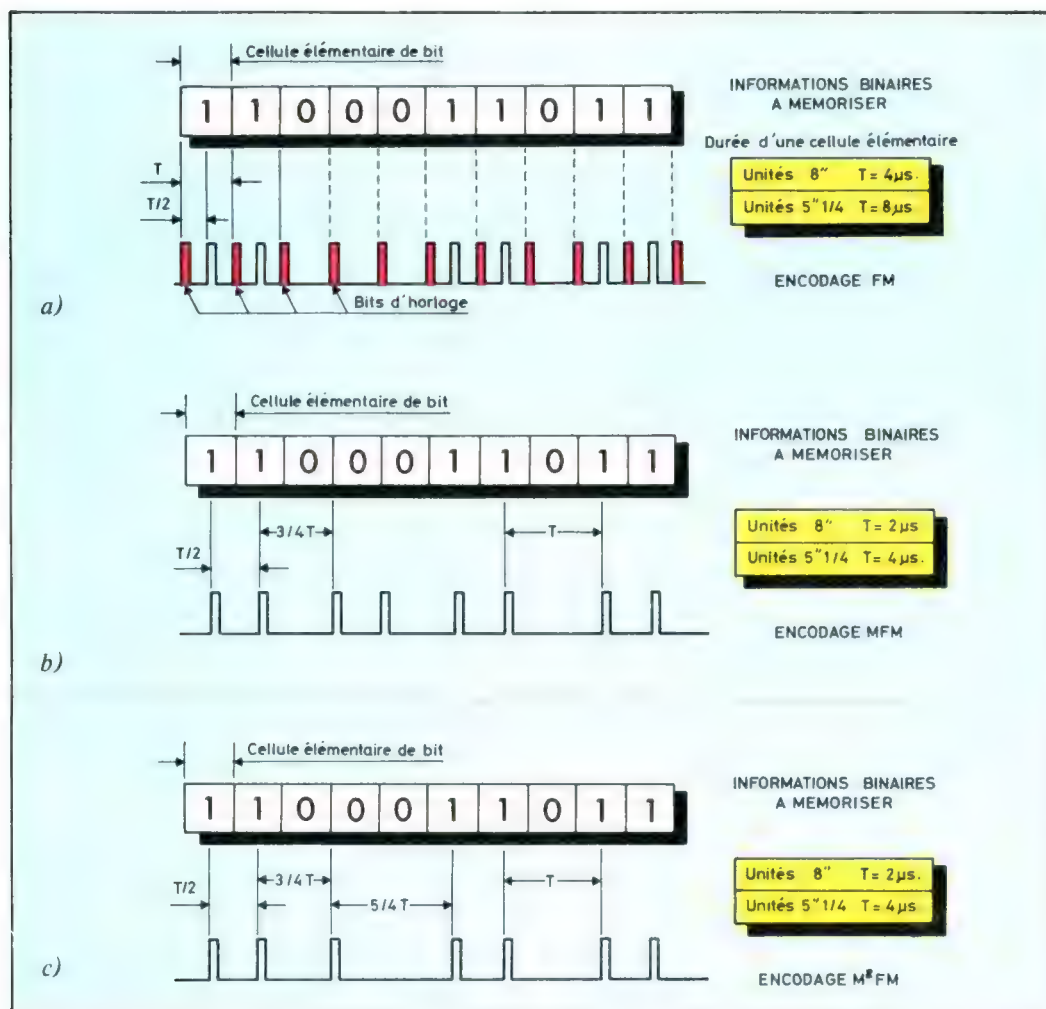 Cellule élémentaire de bit
1 1 0 0 0 1 1 0 1 1
INFORMATIONS BINAIRES
A MEMORISER
Durée d'une cellule élémentaire
Unités 8" T = 4µs.
Unités 5"1/4 T = 8µs
T
T/2
a)
Bits d'horloge
ENCODAGE FM
Cellule élémentaire de bit
1 1 0 0 0 1 1 0 1 1
INFORMATIONS BINAIRES
A MEMORISER
Unités 8" T = 2µs
Unités 5"1/4 T = 4µs.
T/2
3/4 T
T
b)
ENCODAGE MFM
Cellule élémentaire de bit
1 1 0 0 0 1 1 0 1 1
INFORMATIONS BINAIRES
A MEMORISER
Unités 8" T = 2µs.
Unités 5"1/4 T = 4µs
T/2
3/4 T
5/4 T
T
c)
ENCODAGE M²FM